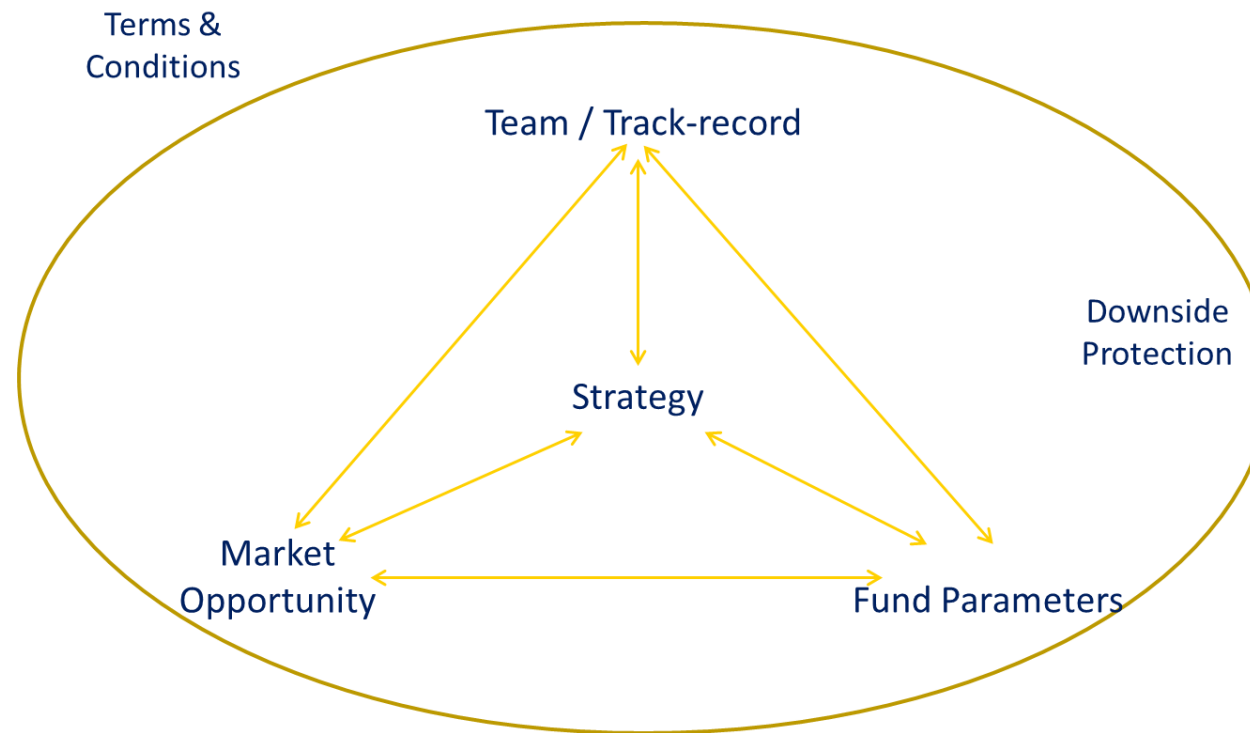 Terms &
Conditions
Team / Track-record
Downside
Protection
Strategy
Market
Opportunity
Fund Parameters